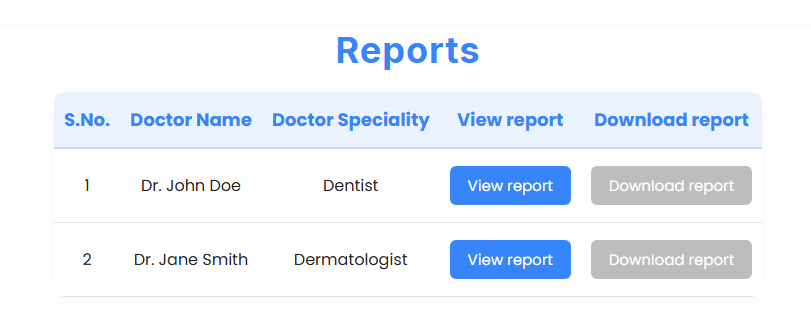 Reports
S.No. Doctor Name Doctor Speciality View report Download report
1 Dr. John Doe Dentist View report Download report
2 Dr. Jane Smith Dermatologist View report Download report